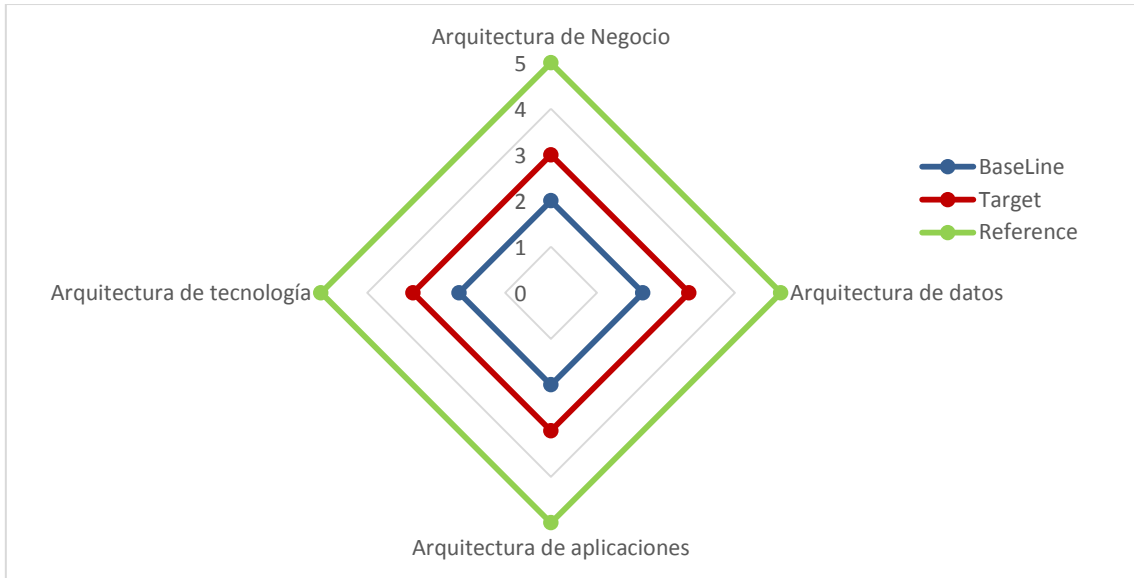 Arquitectura de Negocio
5
4
3
2
1
0
Arquitectura de tecnología
Arquitectura de datos
Arquitectura de aplicaciones
BaseLine
Target
Reference